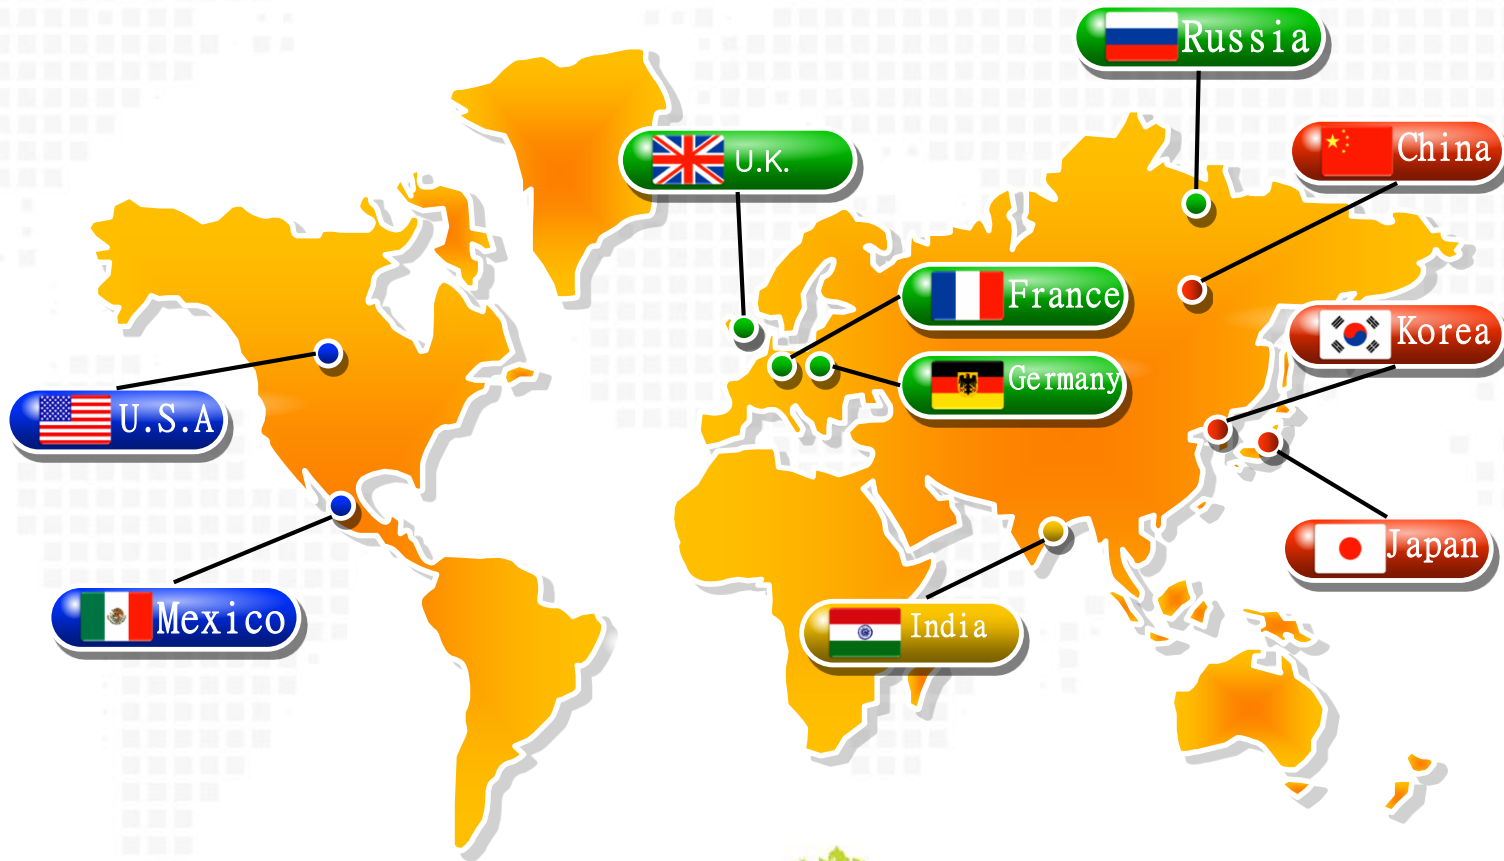 Russia
China
U.K.
France
Korea
Germany
U.S.A
Japan
Mexico
India